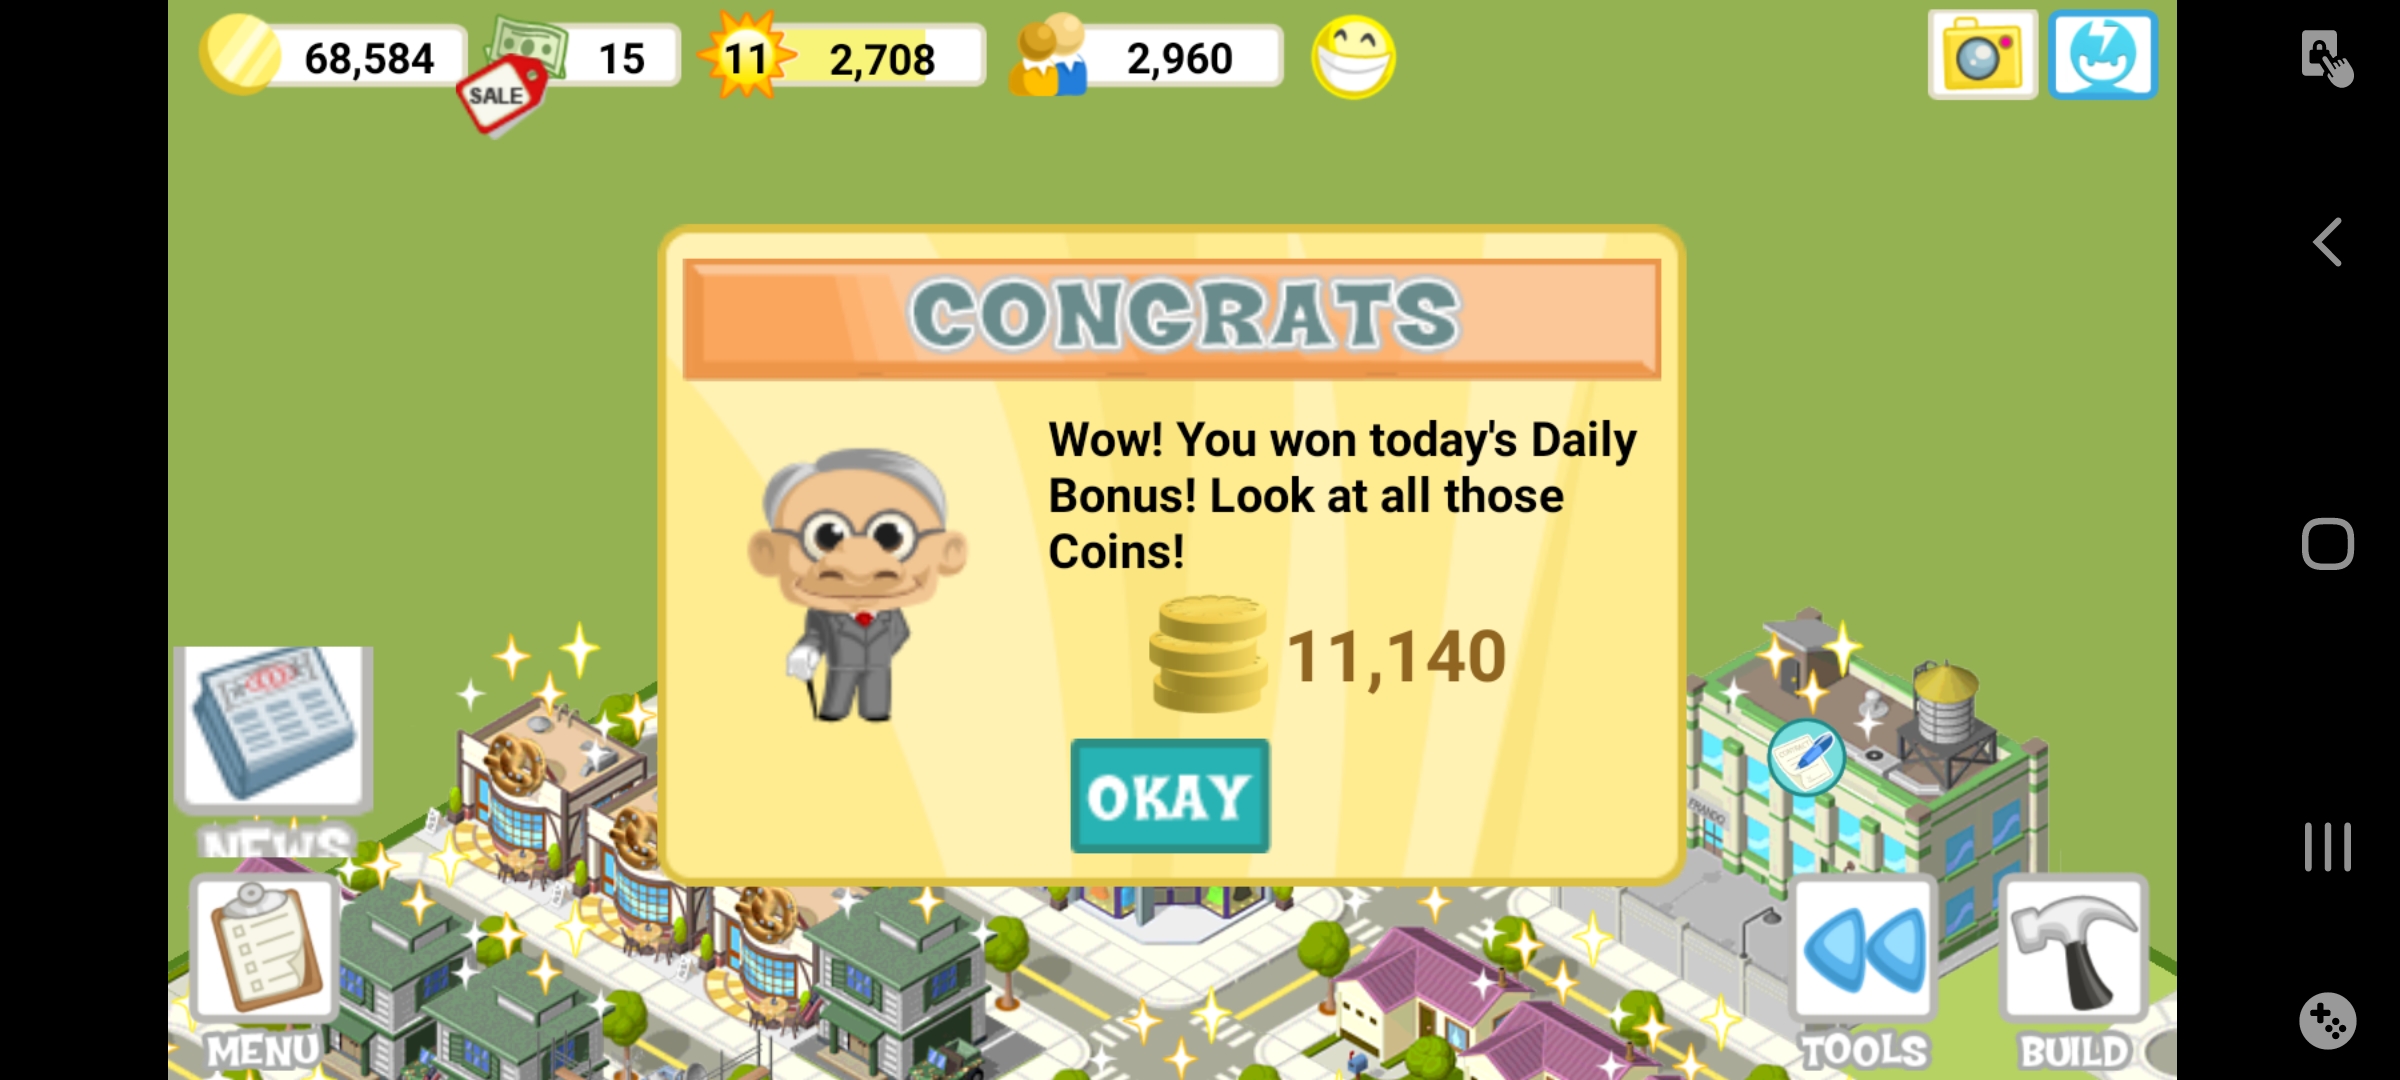 68,584
SALE
15
11
2,708
2,960
CONGRATS
Wow! You won today's Daily
Bonus! Look at all those
Coins!
11,140
OKAY
NEWS
CONTRACT
MENU
TOOLS
BUILD